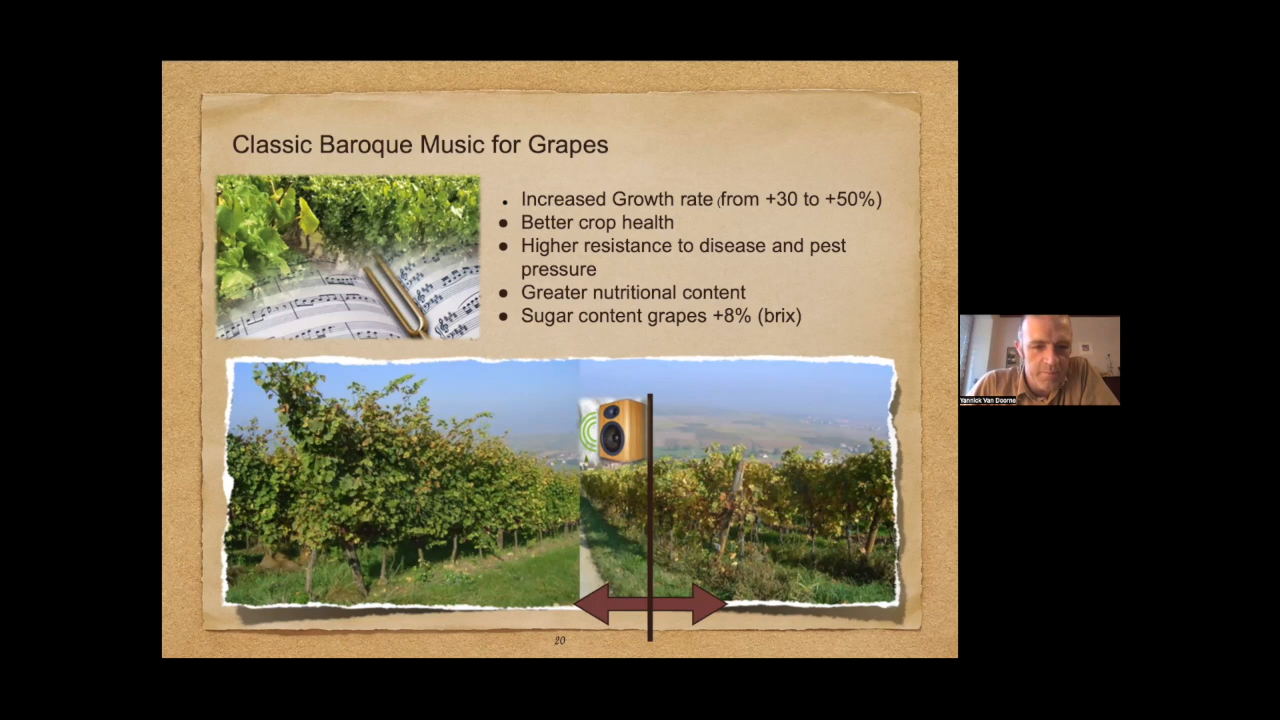 Classic Baroque Music for Grapes
• Increased Growth rate (from +30 to +50%)
● Better crop health
● Higher resistance to disease and pest
pressure
● Greater nutritional content
● Sugar content grapes +8% (brix)
Yannick Van Doorne
20